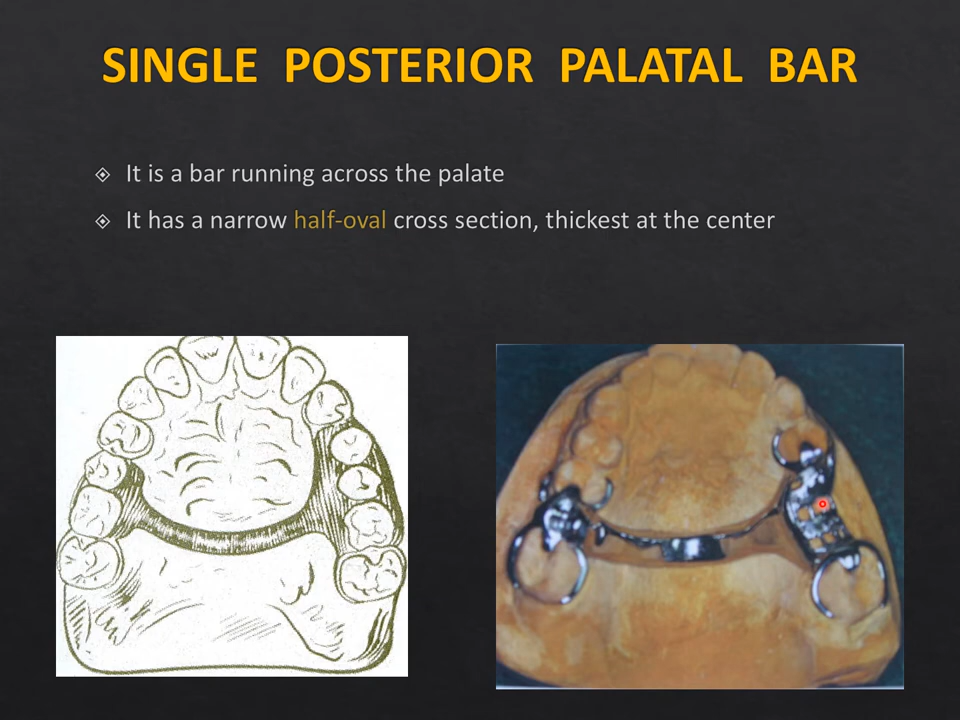 SINGLE POSTERIOR PALATAL BAR
It is a bar running across the palate
It has a narrow half-oval cross section, thickest at the center